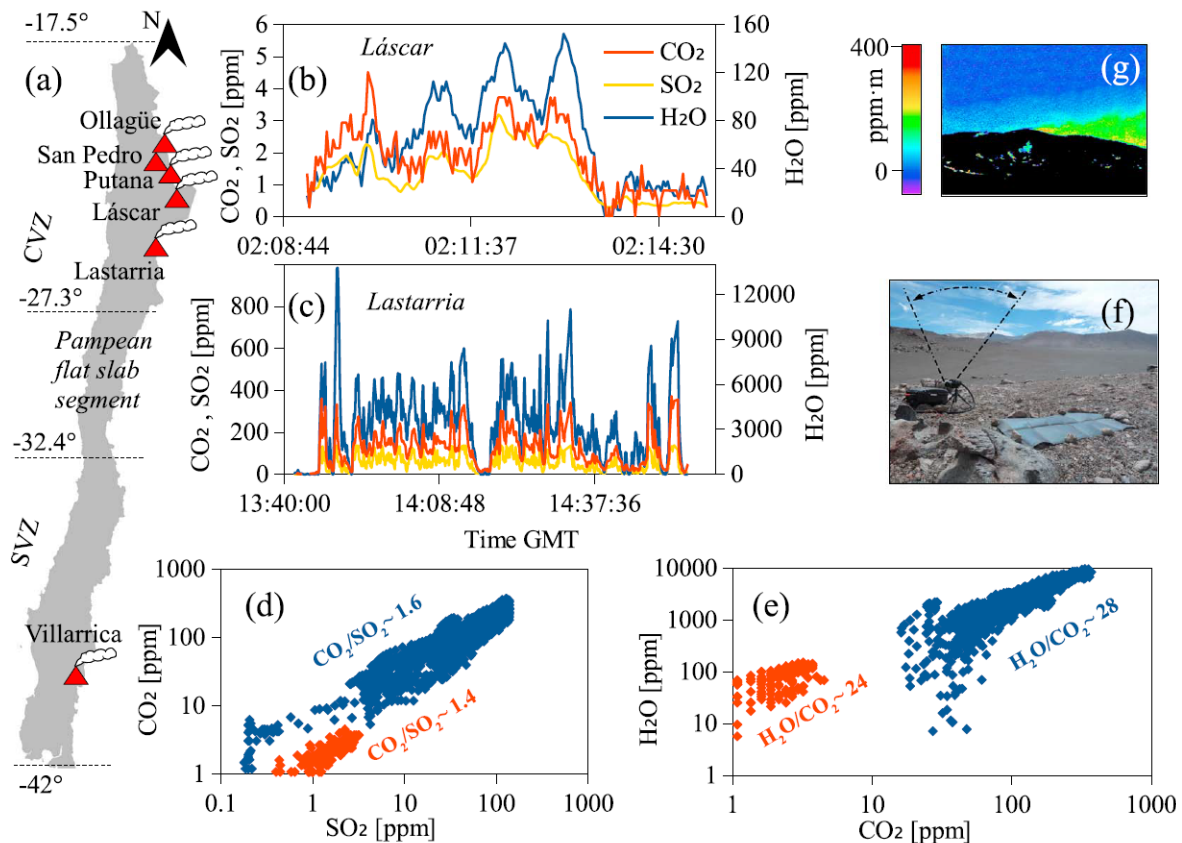 -17.5°
N
(a)
Ollagüe
San Pedro
Putana
Láscar
CVZ
Lastarria
-27.3°
Pampean
flat slab
segment
-32.4°
SVZ
Villarrica
-42°
(b)
Láscar
CO₂
SO₂
H₂O
CO₂ , SO₂ [ppm]
6
5
4
3
2
1
0
H₂O [ppm]
160
120
80
40
0
02:08:44 02:11:37 02:14:30
(c)
Lastarria
CO₂ , SO₂ [ppm]
800
600
400
200
0
H₂O [ppm]
12000
9000
6000
3000
0
13:40:00 14:08:48 14:37:36
Time GMT
400
ppm·m
0
(g)
(f)
(d)
CO₂/SO₂~ 1.6
CO₂/SO₂~ 1.4
CO₂ [ppm]
1000
100
10
1
0.1 1 10 100 1000
SO₂ [ppm]
(e)
H₂O/CO₂~ 28
H₂O/CO₂~ 24
H₂O [ppm]
10000
1000
100
10
1
1 10 100 1000
CO₂ [ppm]